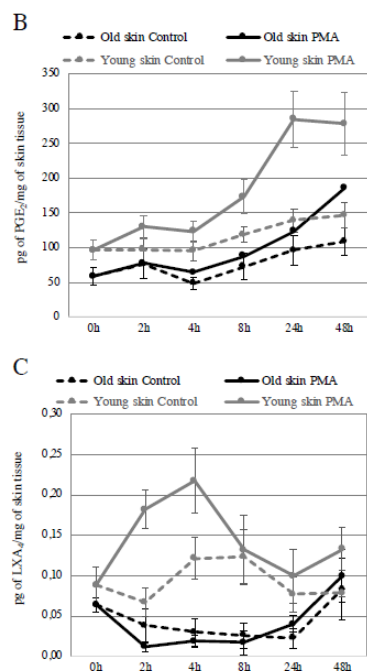 B
Old skin Control Old skin PMA
Young skin Control Young skin PMA
pg of PGE₂/mg of skin tissue
350
300
250
200
150
100
50
0
0h 2h 4h 8h 24h 48h
C
Old skin Control Old skin PMA
Young skin Control Young skin PMA
pg of LXA₄/mg of skin tissue
0,20
0,20
0,15
0,10
0,05
0,00
0h 2h 4h 8h 24h 48h